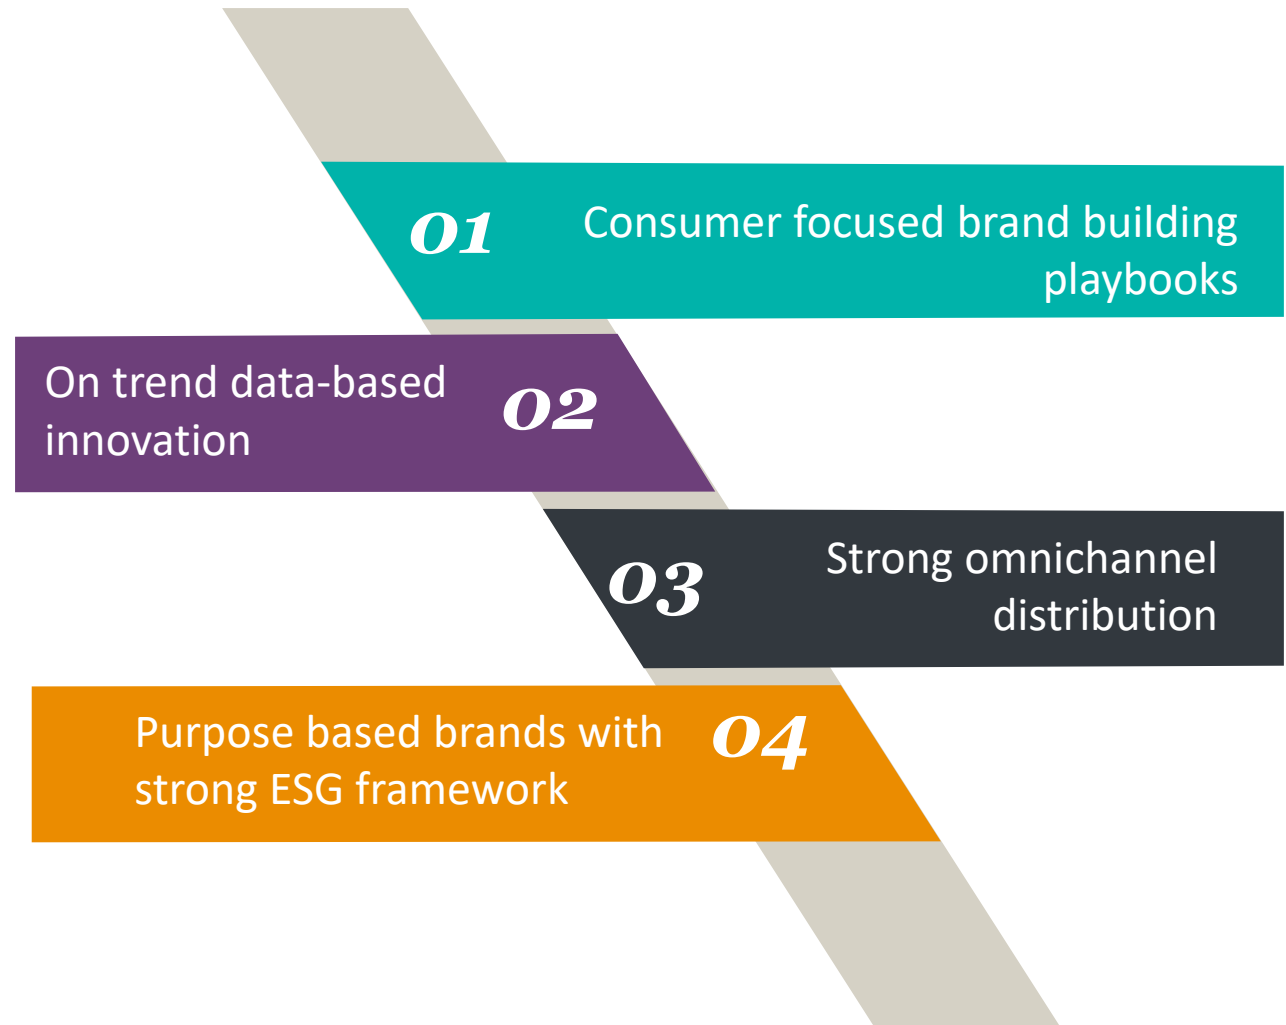 01
Consumer focused brand building
playbooks
On trend data-based
innovation
02
03
Strong omnichannel
distribution
Purpose based brands with
strong ESG framework
04